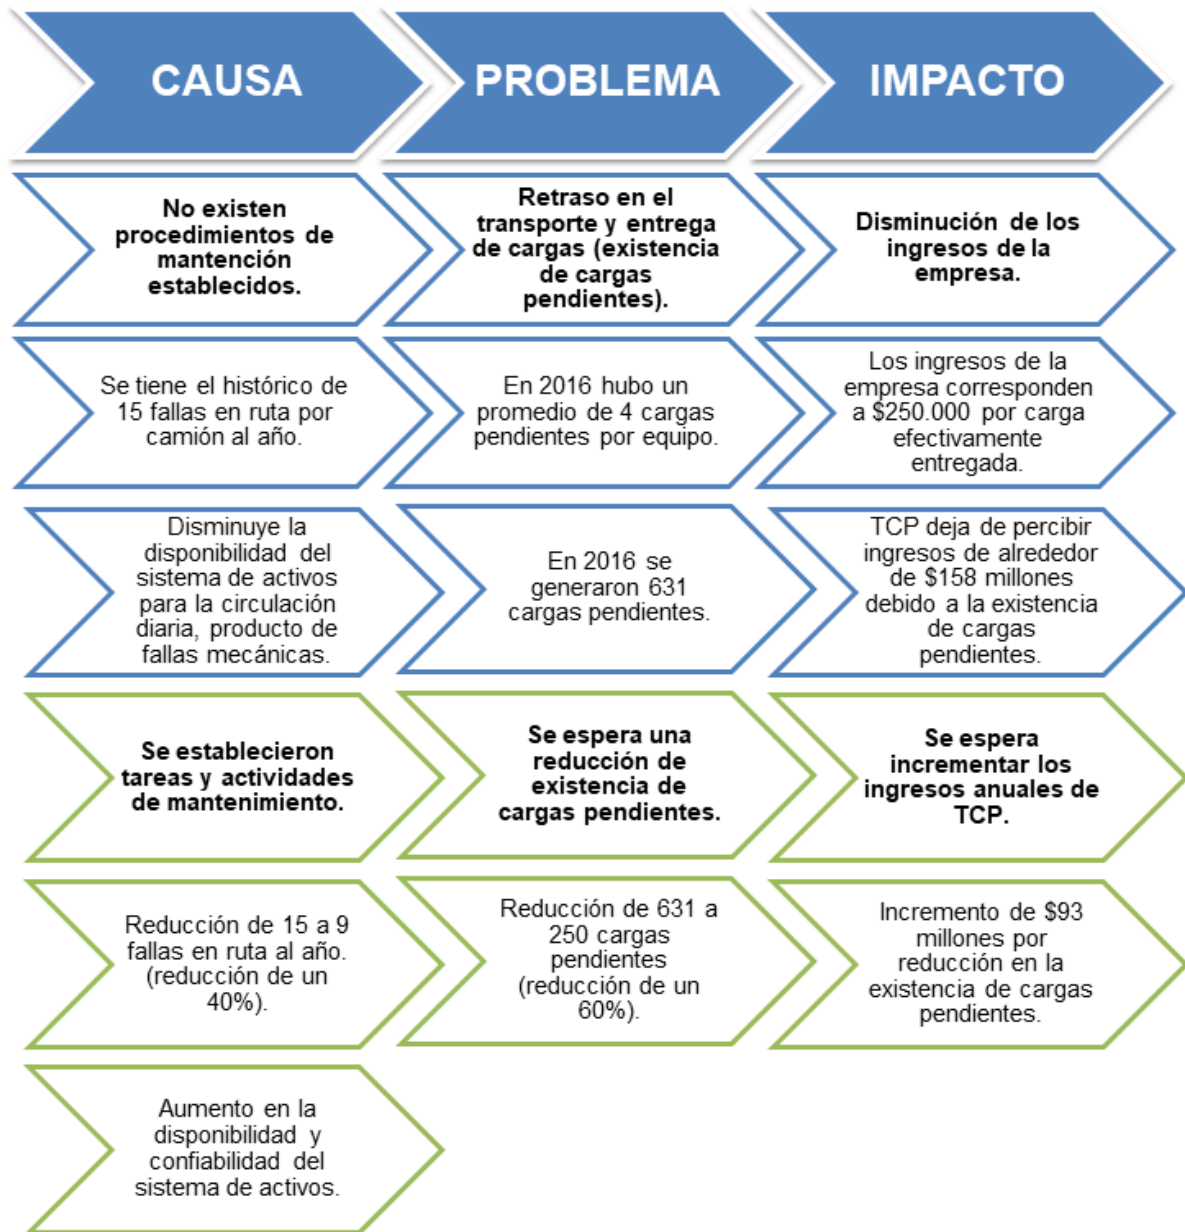 CAUSA
PROBLEMA
IMPACTO
No existen
procedimientos de
mantención
establecidos.
Retraso en el
transporte y entrega
de cargas (existencia
de cargas
pendientes).
Disminución de los
ingresos de la
empresa.
Se tiene el histórico de
15 fallas en ruta por
camión al año.
En 2016 hubo un
promedio de 4 cargas
pendientes por equipo.
Los ingresos de la
empresa corresponden
a $250.000 por carga
efectivamente
entregada.
Disminuye la
disponibilidad del
sistema de activos
para la circulación
diaria, producto de
fallas mecánicas.
En 2016 se
generaron 631
cargas pendientes.
TCP deja de percibir
ingresos de alrededor
de $158 millones
debido a la existencia
de cargas
pendientes.
Se establecieron
tareas y actividades
de mantenimiento.
Se espera una
reducción de
existencia de
cargas pendientes.
Se espera
incrementar los
ingresos anuales de
TCP.
Reducción de 15 a 9
fallas en ruta al año.
(reducción de un
40%).
Reducción de 631 a
250 cargas
pendientes
(reducción de un
60%).
Incremento de $93
millones por
reducción en la
existencia de cargas
pendientes.
Aumento en la
disponibilidad y
confiabilidad del
sistema de activos.